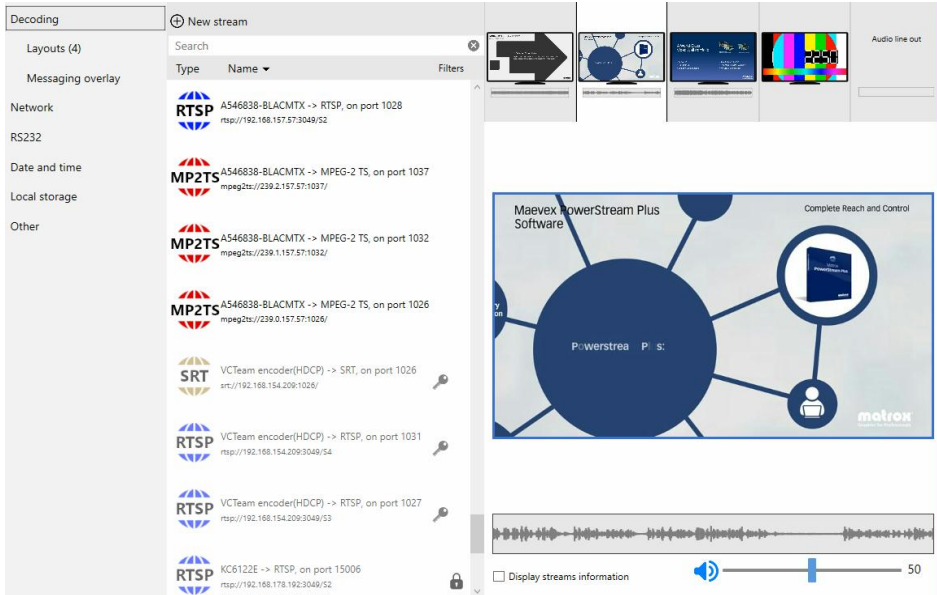 Decoding
Layouts (4)
Messaging overlay
Network
RS232
Date and time
Local storage
Other
New stream
Search
Type Name Filters
RTSP
A546838-BLACMTX -> RTSP, on port 1028
rtsp://192.168.157.57:3049/S2
MP2TS
A546838-BLACMTX -> MPEG-2 TS, on port 1037
mpeg2ts://239.2.157.57:1037/
MP2TS
A546838-BLACMTX -> MPEG-2 TS, on port 1032
mpeg2ts://239.1.157.57:1032/
MP2TS
A546838-BLACMTX -> MPEG-2 TS, on port 1026
mpeg2ts://239.0.157.57:1026/
SRT
VCTeam encoder(HDCP) -> SRT, on port 1026
srt://192.168.154.209:1026/
RTSP
VCTeam encoder(HDCP) -> RTSP, on port 1031
rtsp://192.168.154.209:3049/S4
RTSP
VCTeam encoder(HDCP) -> RTSP, on port 1027
rtsp://192.168.154.209:3049/S3
RTSP
KC6122E -> RTSP, on port 15006
rtsp://192.168.178.192:3049/S2
Audio line out
Maevex PowerStream Plus
Software
Complete Reach and Control
PowerStream Plus
ry
on
Powerstrea Pl s:
matrox
Display streams information
50